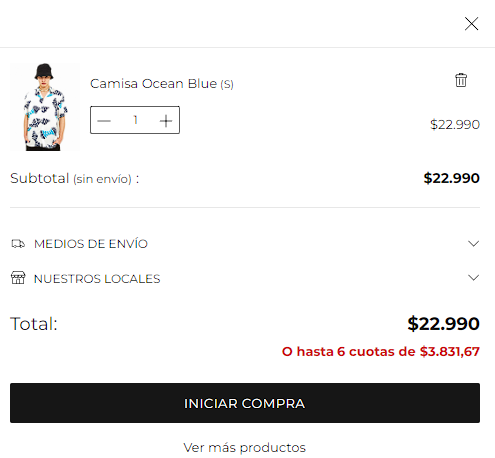 Camisa Ocean Blue (S)
1
$22.990
Subtotal (sin envío) : $22.990
MEDIOS DE ENVÍO
NUESTROS LOCALES
Total: $22.990
O hasta 6 cuotas de $3.831,67
INICIAR COMPRA
Ver más productos